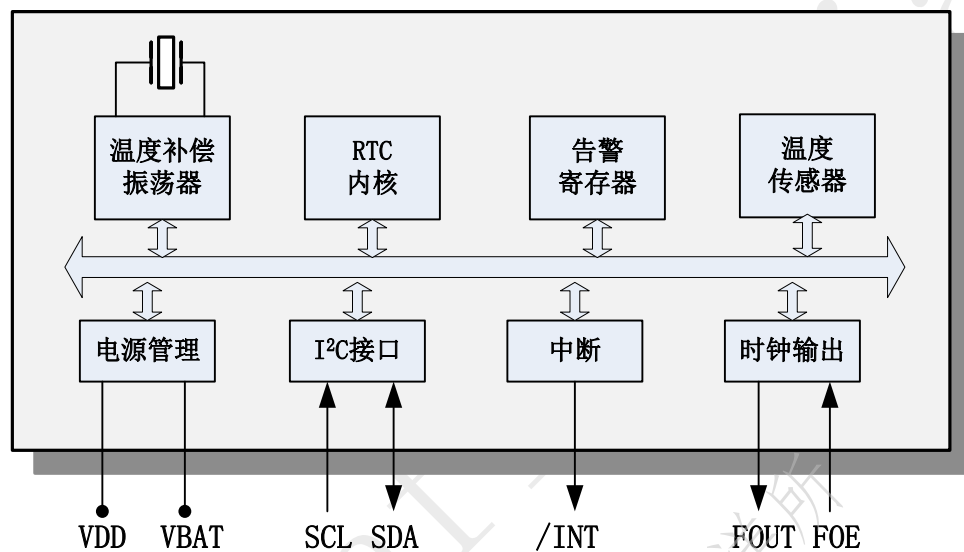 温度补偿
振荡器
RTC
内核
告警
寄存器
温度
传感器
电源管理
I²C接口
中断
时钟输出
VDD VBAT SCL SDA /INT FOUT FOE